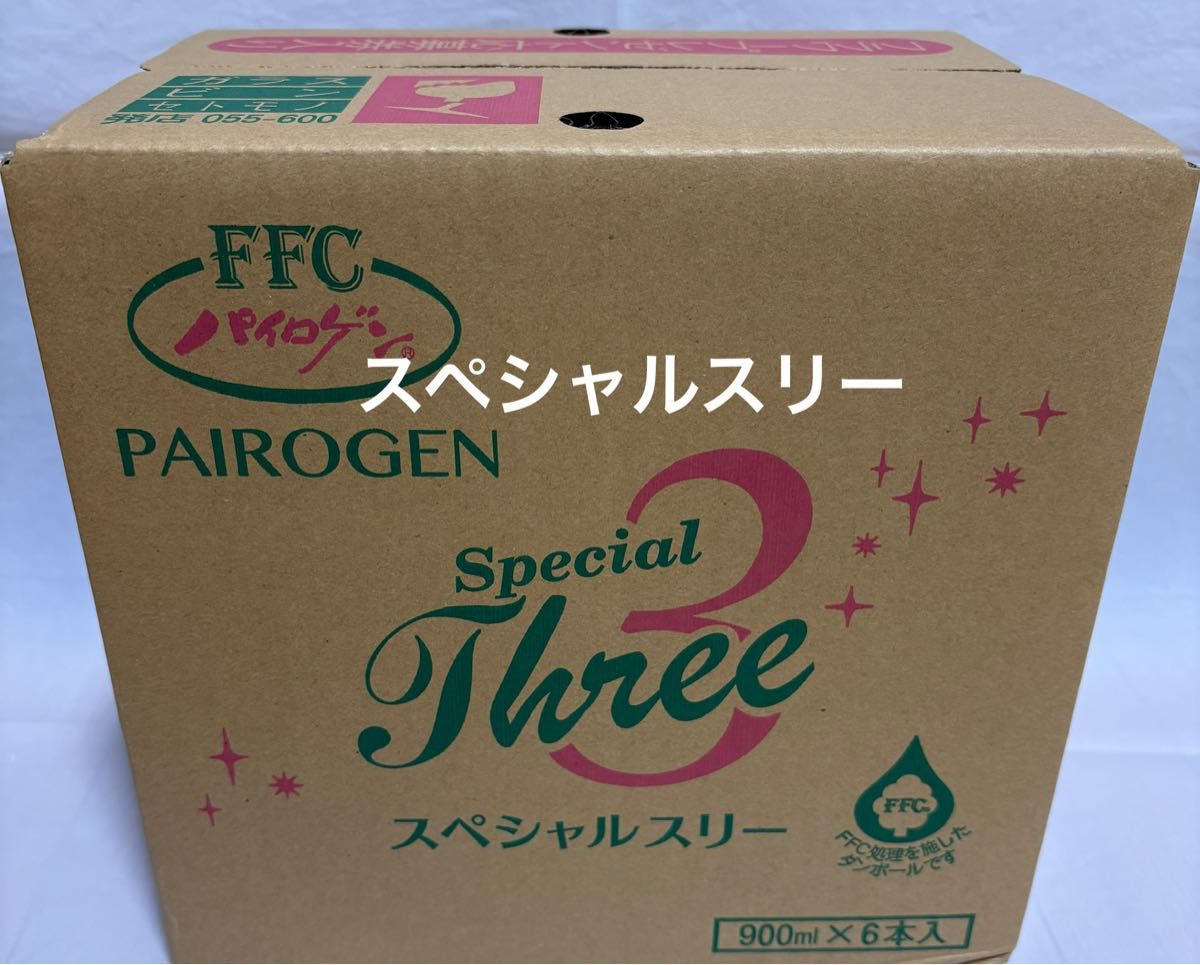 ガラス
ビン
セトモノ
発店 055-600
FFC
パイロゲン®
スペシャルスリー
PAIROGEN
3
Special
Three
スペシャルスリー
FFC
FFC処理を施した
ダンボールです
900ml×6本入